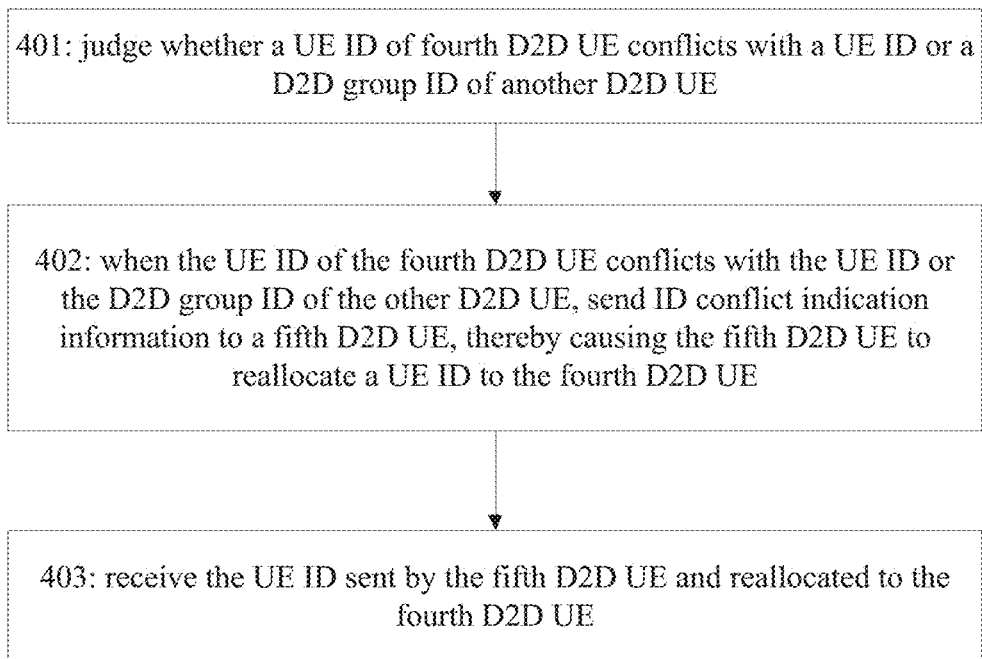 401: judge whether a UE ID of fourth D2D UE conflicts with a UE ID or a
D2D group ID of another D2D UE
402: when the UE ID of the fourth D2D UE conflicts with the UE ID or
the D2D group ID of the other D2D UE, send ID conflict indication
information to a fifth D2D UE, thereby causing the fifth D2D UE to
reallocate a UE ID to the fourth D2D UE
403: receive the UE ID sent by the fifth D2D UE and reallocated to the
fourth D2D UE